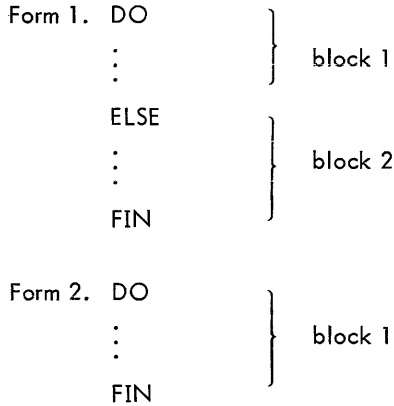 Form 1. DO
.
.
.
block 1
ELSE
.
.
.
block 2
FIN
Form 2. DO
.
.
.
block 1
FIN